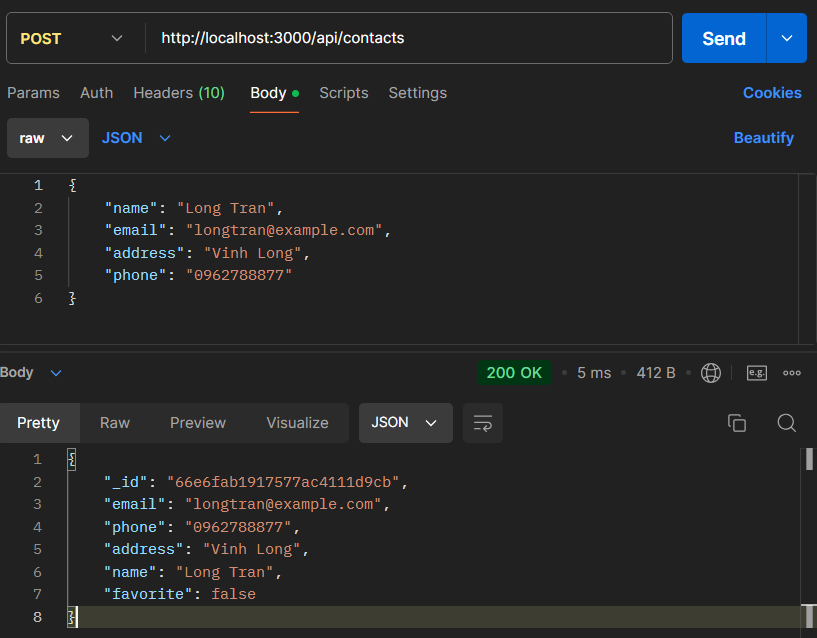 POST http://localhost:3000/api/contacts Send
Params Auth Headers (10) Body Scripts Settings Cookies
raw JSON Beautify
1 {
2 "name": "Long Tran",
3 "email": "longtran@example.com",
4 "address": "Vinh Long",
5 "phone": "0962788877"
6 }
Body 200 OK 5 ms 412 B e.g.
Pretty Raw Preview Visualize JSON
1 {
2 "_id": "66e6fab1917577ac4111d9cb",
3 "email": "longtran@example.com",
4 "phone": "0962788877",
5 "address": "Vinh Long",
6 "name": "Long Tran",
7 "favorite": false
8 }